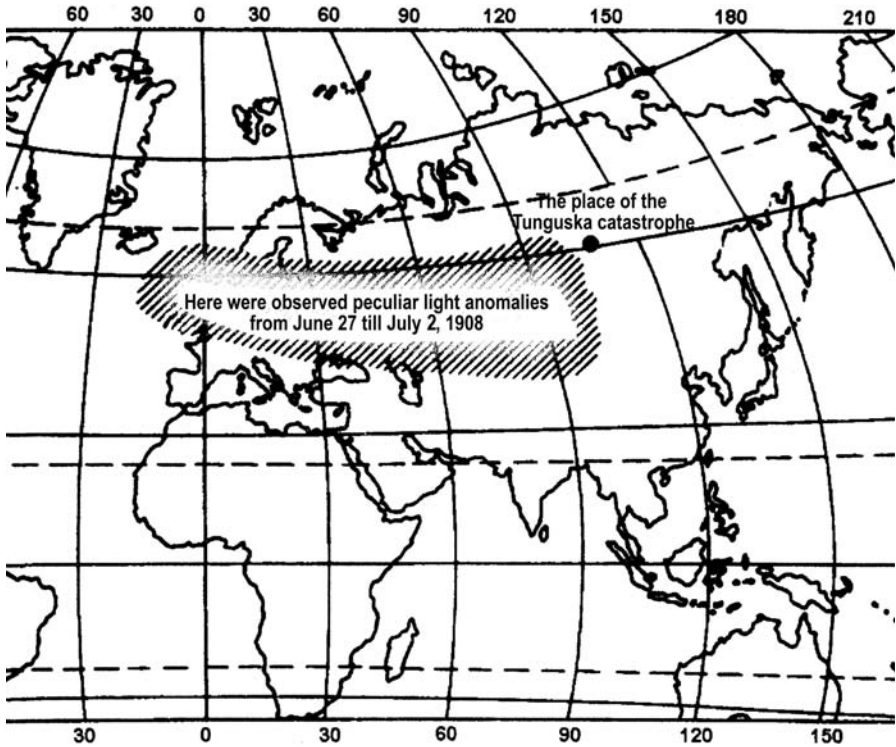 60 30 0 30 60 90 120 150 180 210
The place of the
Tunguska catastrophe
Here were observed peculiar light anomalies
from June 27 till July 2, 1908
30 0 30 60 90 120 150